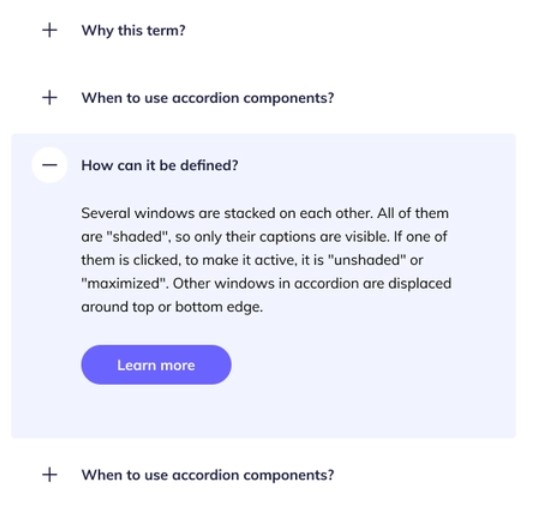 Why this term?
When to use accordion components?
How can it be defined?
Several windows are stacked on each other. All of them
are "shaded", so only their captions are visible. If one of
them is clicked, to make it active, it is "unshaded" or
"maximized". Other windows in accordion are displaced
around top or bottom edge.
Learn more
When to use accordion components?